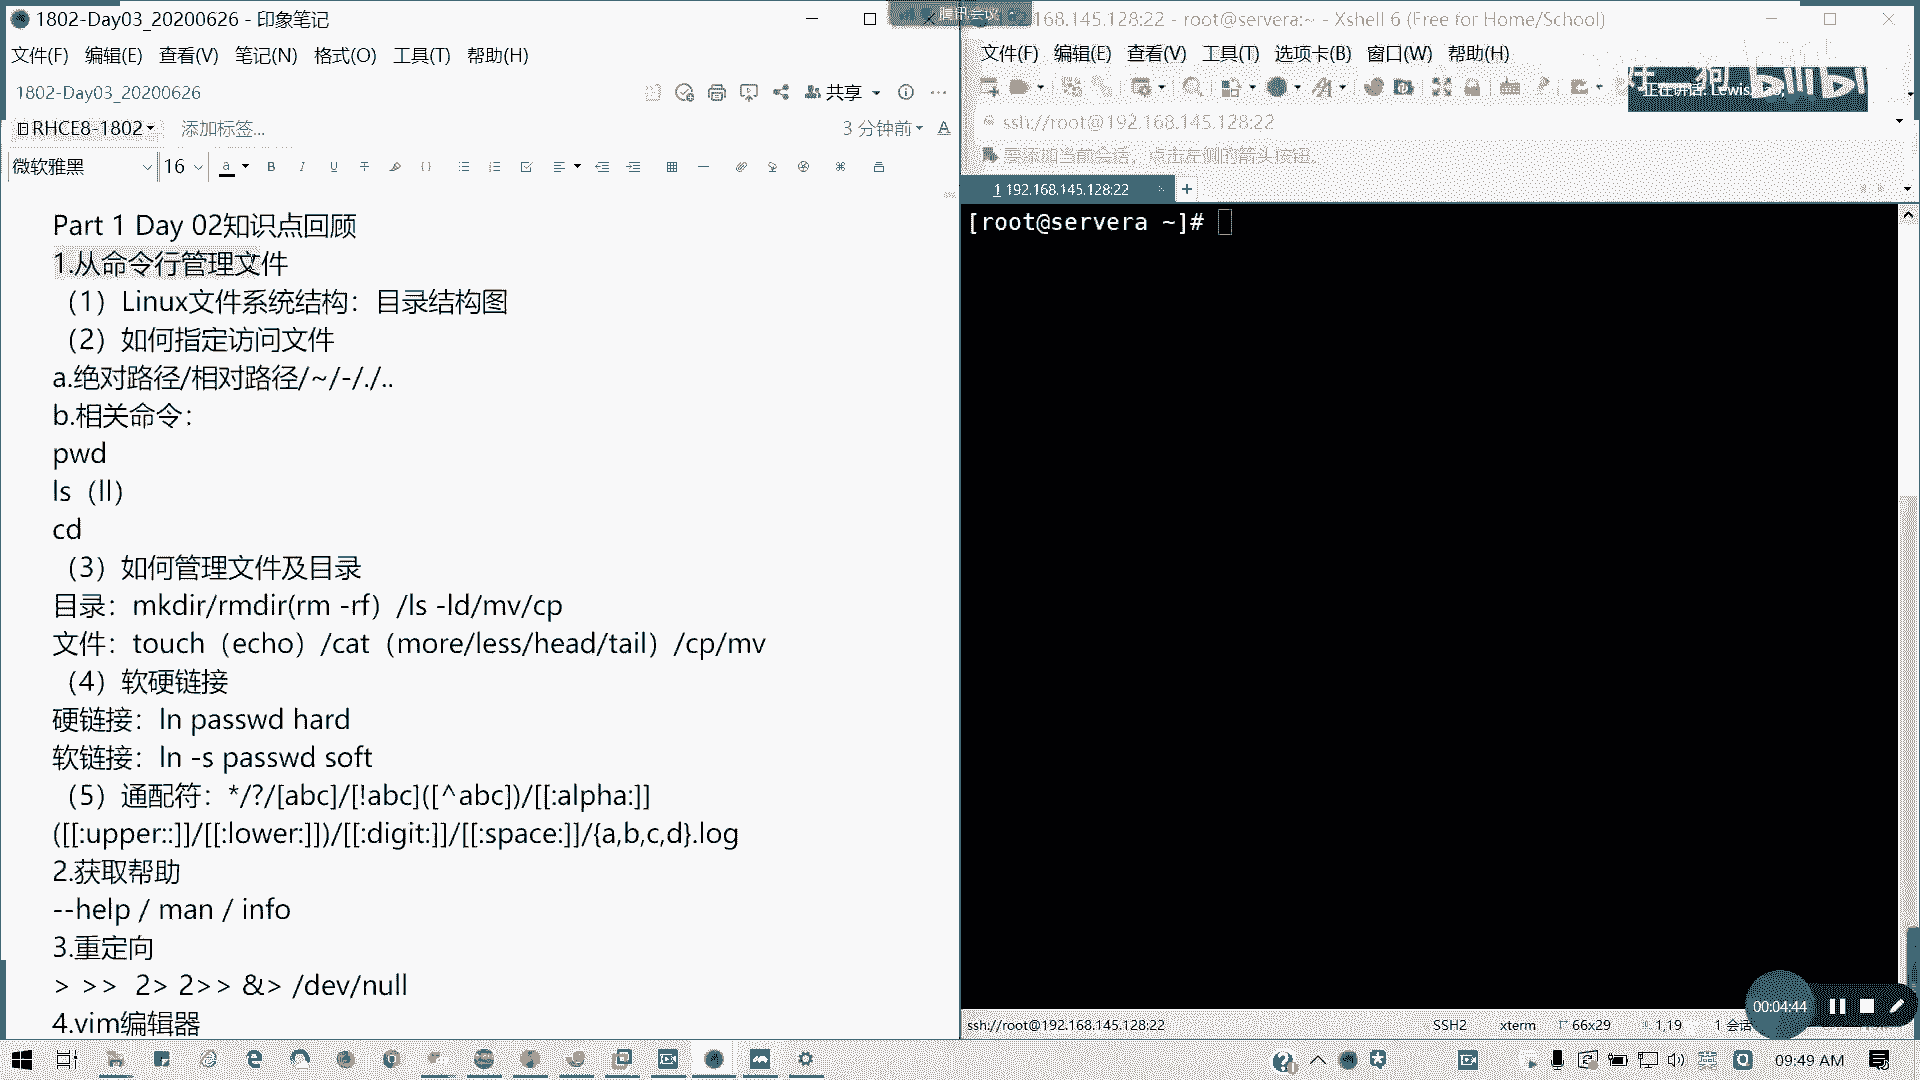 1802-Day03_20200626 - 印象笔记
文件(F) 编辑(E) 查看(V) 笔记(N) 格式(O) 工具(T) 帮助(H)
1802-Day03_20200626
共享
RHCE8-1802 添加标签...
3 分钟前
微软雅黑 16
Part 1 Day 02知识点回顾
1.从命令行管理文件
（1）Linux文件系统结构：目录结构图
（2）如何指定访问文件
a.绝对路径/相对路径/~/-/./..
b.相关命令：
pwd
ls（ll）
cd
（3）如何管理文件及目录
目录：mkdir/rmdir(rm -rf）/ls -ld/mv/cp
文件：touch（echo）/cat（more/less/head/tail）/cp/mv
（4）软硬链接
硬链接：ln passwd hard
软链接：ln -s passwd soft
（5）通配符：*/?/[abc]/[!abc]([^abc])/[[:alpha:]]
([[:upper::]]/[[:lower:]])/[[:digit:]]/[[:space:]]/{a,b,c,d}.log
2.获取帮助
--help / man / info
3.重定向
> >> 2> 2>> &> /dev/null
4.vim编辑器
腾讯会议
192.168.145.128:22 - root@servera:~ - Xshell 6 (Free for Home/School)
文件(F) 编辑(E) 查看(V) 工具(T) 选项卡(B) 窗口(W) 帮助(H)
正在讲话: Lewis
bilibi
ssh://root@192.168.145.128:22
要添加当前会话，点击左侧的箭头按钮。
1 192.168.145.128:22
[root@servera ~]#
00:04:44
ssh://root@192.168.145.128:22 SSH2 xterm 66x29 1,19 1 会话
09:49 AM